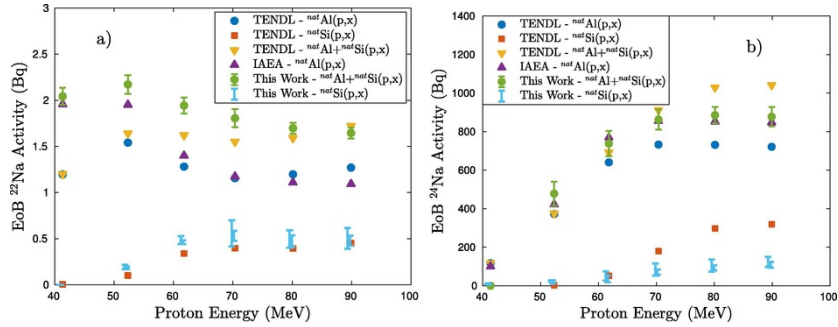 a)
TENDL - natAl(p,x)
TENDL - natSi(p,x)
TENDL - natAl+natSi(p,x)
IAEA - natAl(p,x)
This Work - natAl+natSi(p,x)
This Work - natSi(p,x)
EoB 22Na Activity (Bq)
3
2.5
2
1.5
1
0.5
0
40 50 60 70 80 90 100
Proton Energy (MeV)
b)
TENDL - natAl(p,x)
TENDL - natSi(p,x)
TENDL - natAl+natSi(p,x)
IAEA - natAl(p,x)
This Work - natAl+natSi(p,x)
This Work - natSi(p,x)
EoB 24Na Activity (Bq)
1400
1200
1000
800
600
400
200
0
40 50 60 70 80 90 100
Proton Energy (MeV)